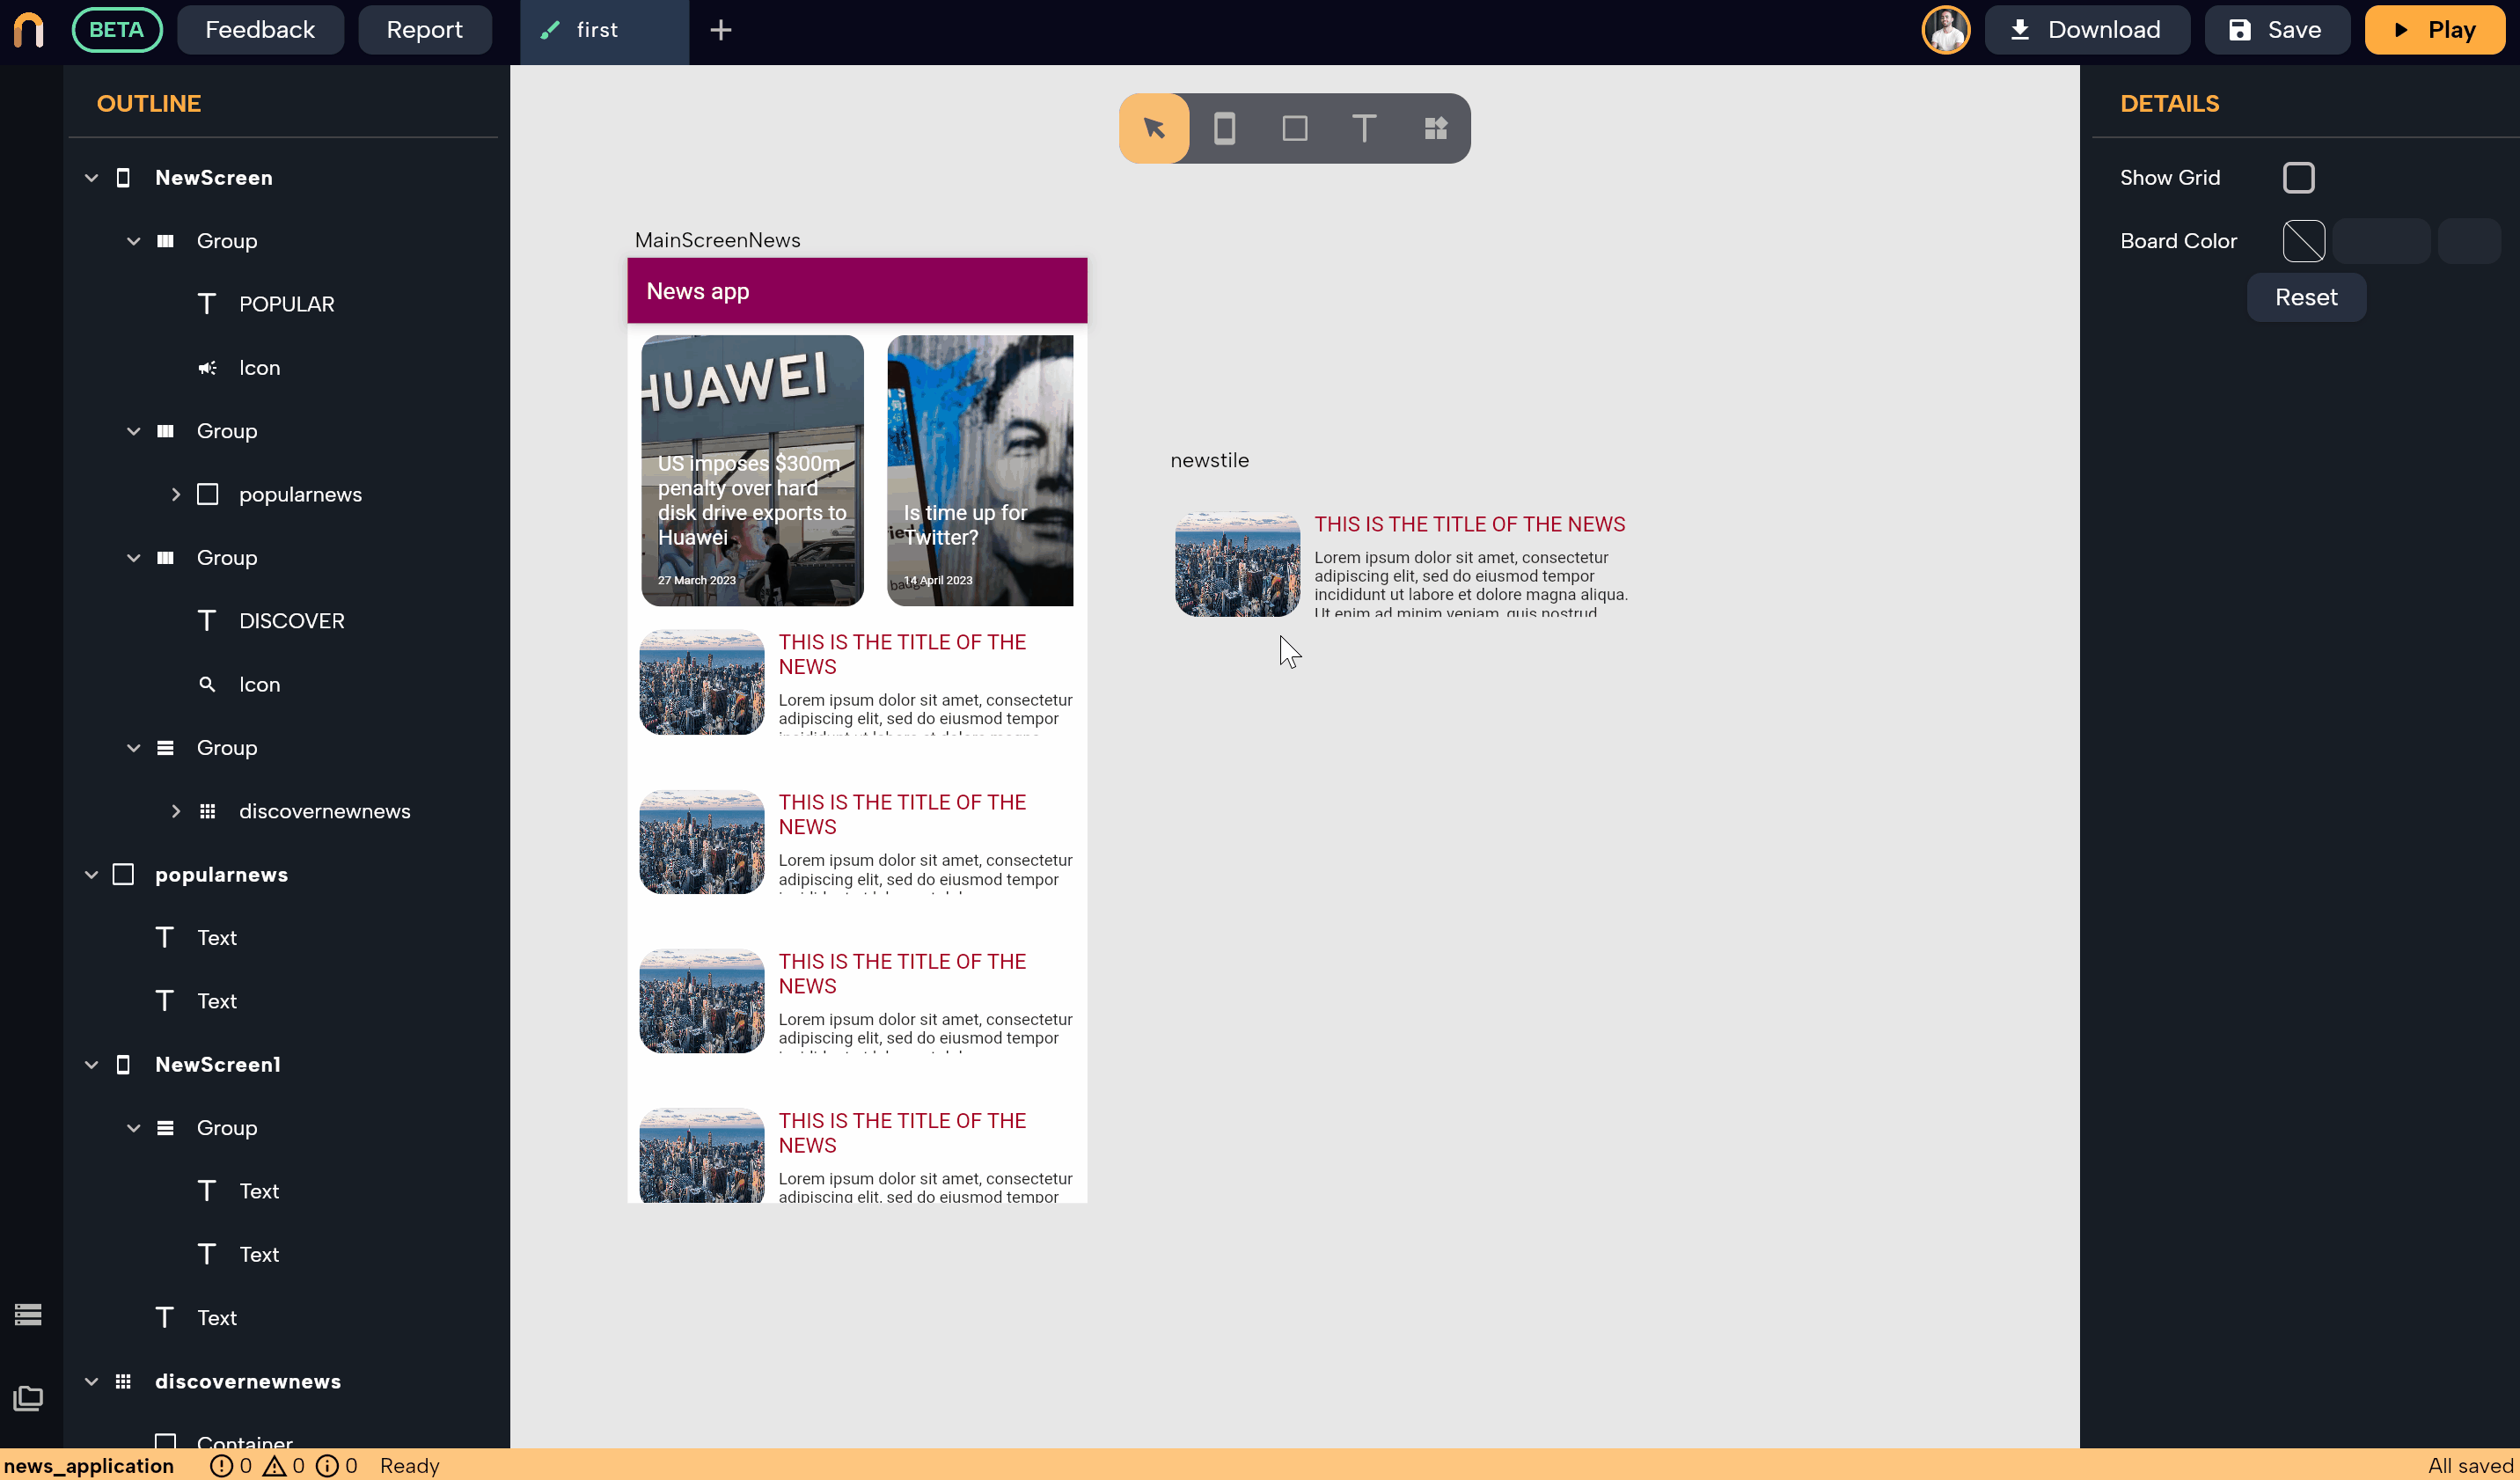 BETA
Feedback
Report
first
Download
Save
Play
OUTLINE
NewScreen
Group
POPULAR
Icon
Group
popularnews
Group
DISCOVER
Icon
Group
discovernewnews
popularnews
Text
Text
NewScreen1
Group
Text
Text
Text
discovernewnews
Container
MainScreenNews
News app
HUAWEI
US imposes $300m
penalty over hard
disk drive exports to
Huawei
27 March 2023
Is time up for
Twitter?
14 April 2023
THIS IS THE TITLE OF THE
NEWS
Lorem ipsum dolor sit amet, consectetur
adipiscing elit, sed do eiusmod tempor
THIS IS THE TITLE OF THE
NEWS
Lorem ipsum dolor sit amet, consectetur
adipiscing elit, sed do eiusmod tempor
THIS IS THE TITLE OF THE
NEWS
Lorem ipsum dolor sit amet, consectetur
adipiscing elit, sed do eiusmod tempor
THIS IS THE TITLE OF THE
NEWS
Lorem ipsum dolor sit amet, consectetur
adipiscing elit, sed do eiusmod tempor
newstile
THIS IS THE TITLE OF THE NEWS
Lorem ipsum dolor sit amet, consectetur
adipiscing elit, sed do eiusmod tempor
incididunt ut labore et dolore magna aliqua.
Ut enim ad minim veniam, quis nostrud
DETAILS
Show Grid
Board Color
Reset
news_application
0
0
0
Ready
All saved